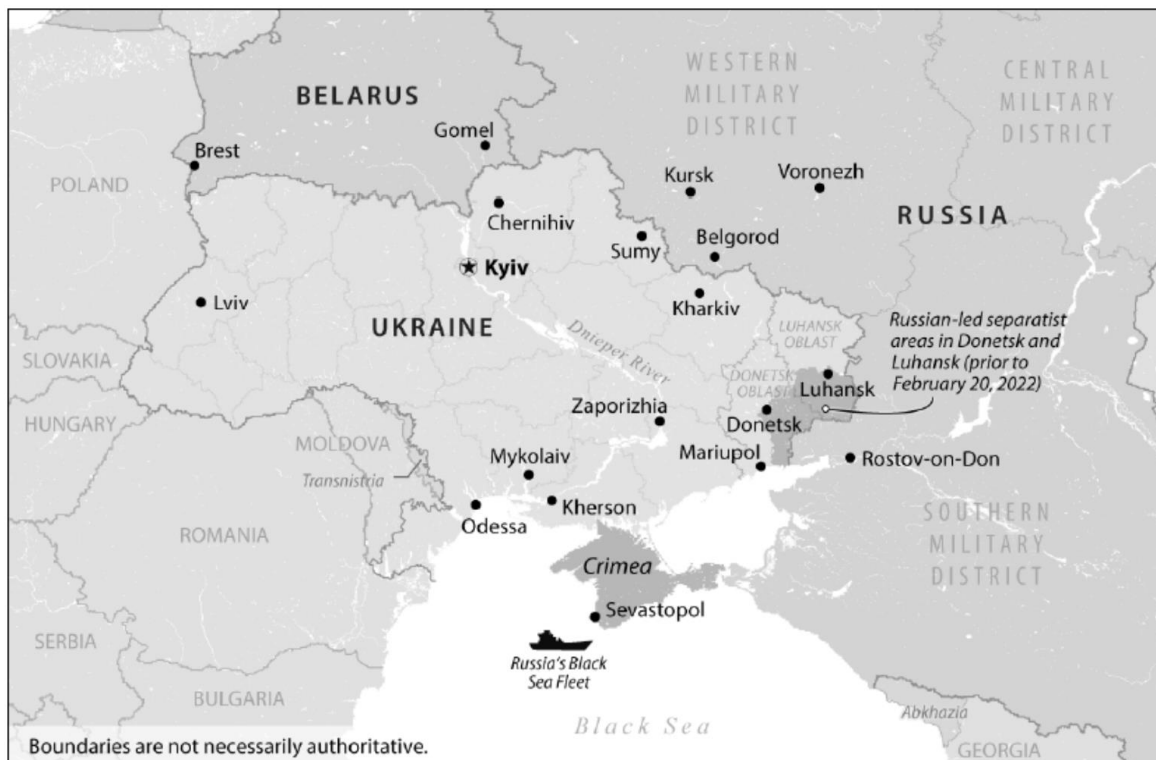 WESTERN
MILITARY
DISTRICT
CENTRAL
MILITARY
DISTRICT
BELARUS
Gomel
Brest
POLAND
Kursk
Voronezh
RUSSIA
Chernihiv
Sumy
Belgorod
Kyiv
Lviv
Kharkiv
UKRAINE
Dnieper River
LUHANSK
OBLAST
Russian-led separatist
areas in Donetsk and
Luhansk (prior to
February 20, 2022)
SLOVAKIA
DONETSK
OBLAST
Luhansk
HUNGARY
Zaporizhia
Donetsk
MOLDOVA
Mykolaiv
Mariupol
Rostov-on-Don
Transnistria
Kherson
Odessa
ROMANIA
SOUTHERN
MILITARY
DISTRICT
Crimea
Sevastopol
SERBIA
Russia's Black
Sea Fleet
BULGARIA
Black Sea
Abkhazia
GEORGIA
Boundaries are not necessarily authoritative.